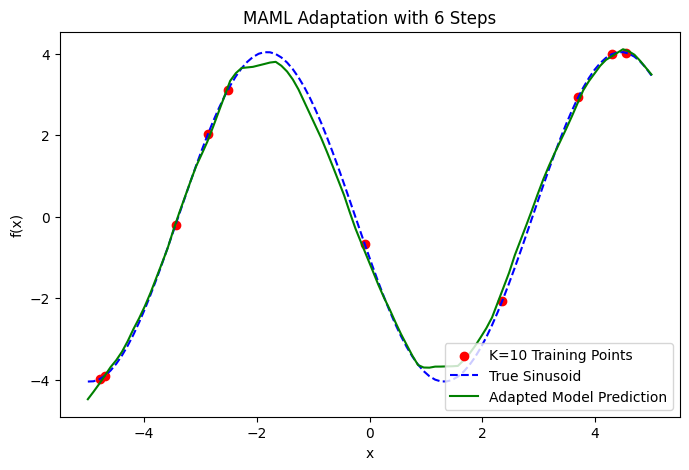 MAML Adaptation with 6 Steps
4
2
0
−2
−4
f(x)
K=10 Training Points
True Sinusoid
Adapted Model Prediction
−4
−2
0
2
4
x